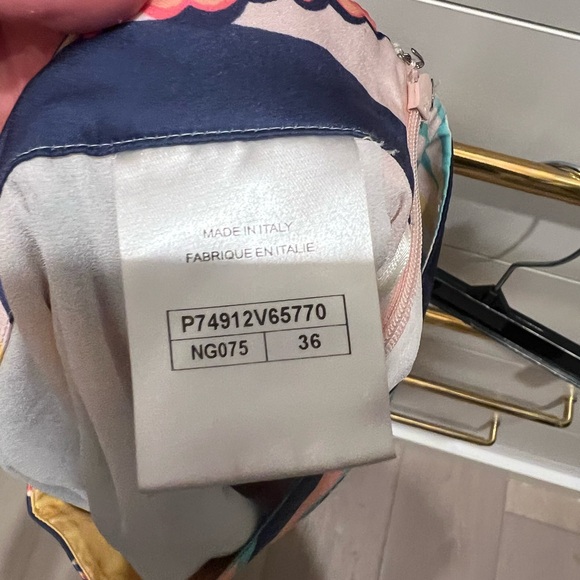 MADE IN ITALY
FABRIQUE EN ITALIE
P74912V65770
NG075 36